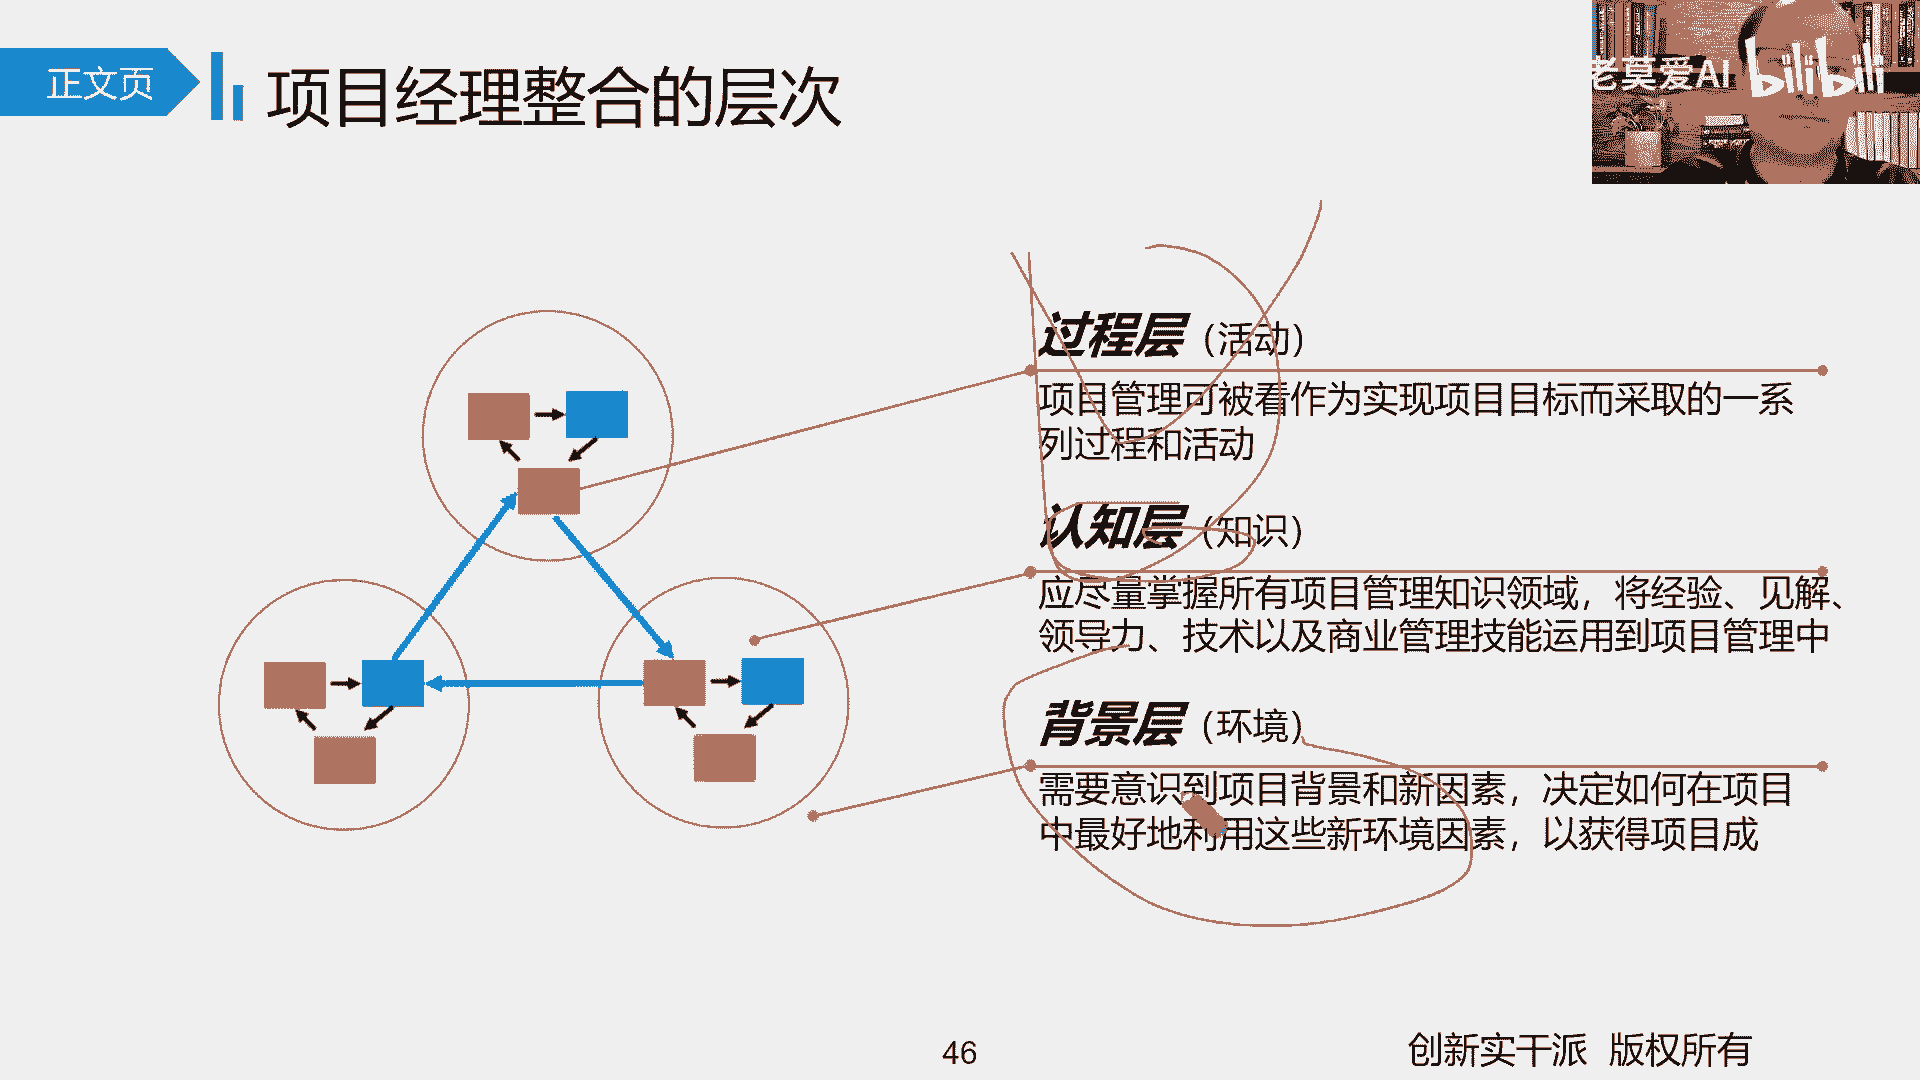 正文页
项目经理整合的层次
老莫爱AI
bilibili
过程层（活动）
项目管理可被看作为实现项目目标而采取的一系
列过程和活动
认知层（知识）
应尽量掌握所有项目管理知识领域，将经验、见解、
领导力、技术以及商业管理技能运用到项目管理中
背景层（环境）
需要意识到项目背景和新因素，决定如何在项目
中最好地利用这些新环境因素，以获得项目成
46
创新实干派 版权所有